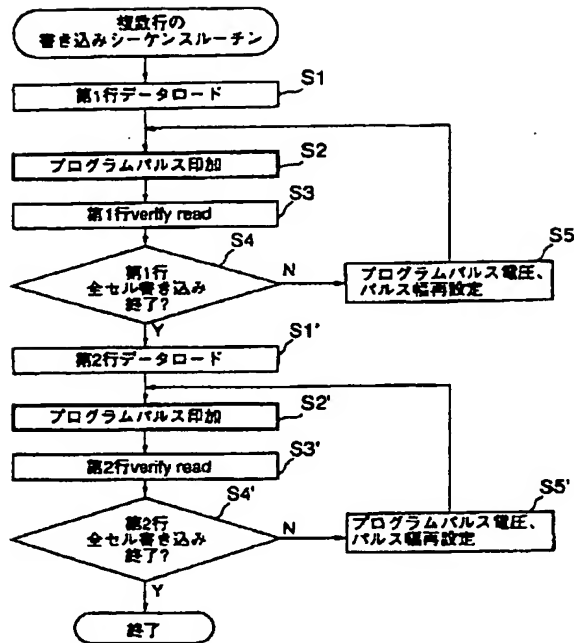 複数行の
書き込みシーケンスルーチン
S1
第1行データロード
S2
プログラムパルス印加
S3
第1行verify read
S4
第1行
全セル書き込み
終了?
N
Y
S5
プログラムパルス電圧、
パルス幅再設定
S1'
第2行データロード
S2'
プログラムパルス印加
S3'
第2行verify read
S4'
第2行
全セル書き込み
終了?
N
Y
S5'
プログラムパルス電圧、
パルス幅再設定
終了